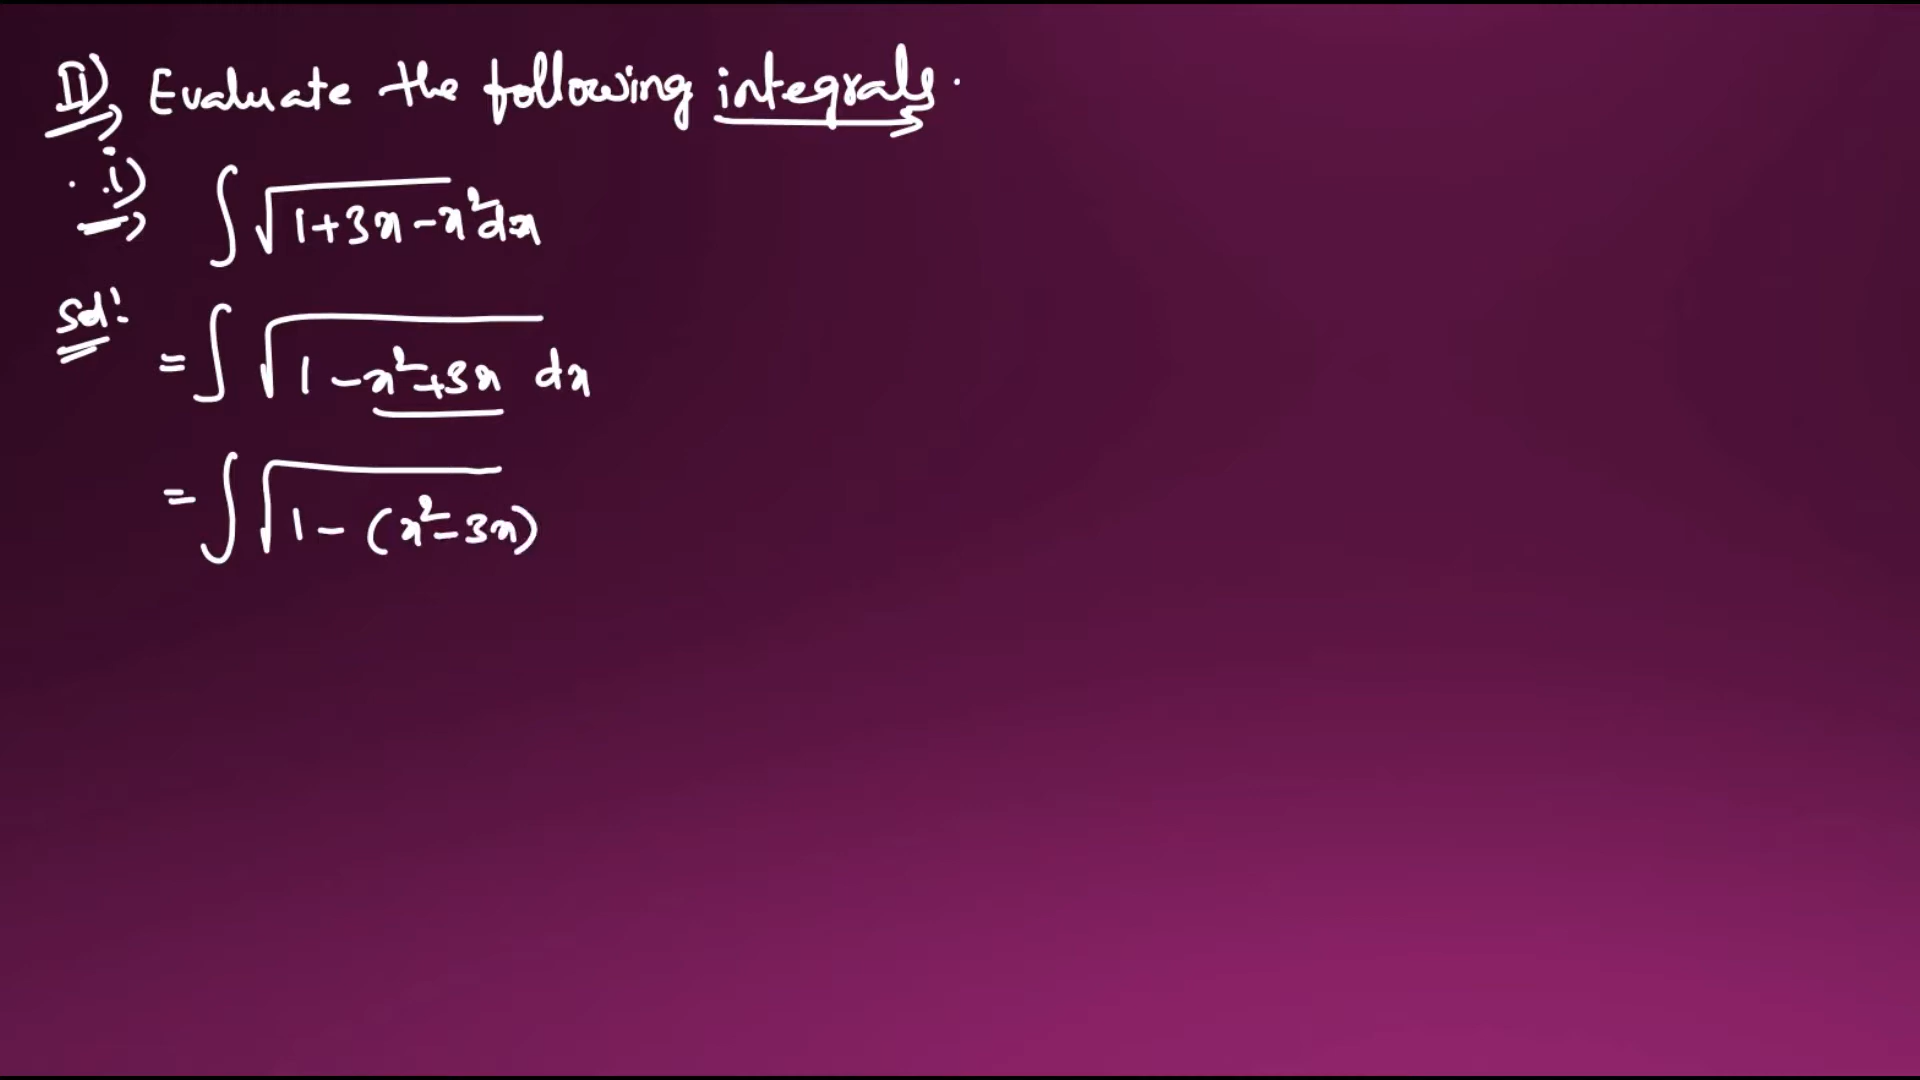 II) Evaluate the following integrals.
i) ∫√1+3x-x² dx
Sol:
= ∫√1-x²+3x dx
= ∫√1-(x²-3x)